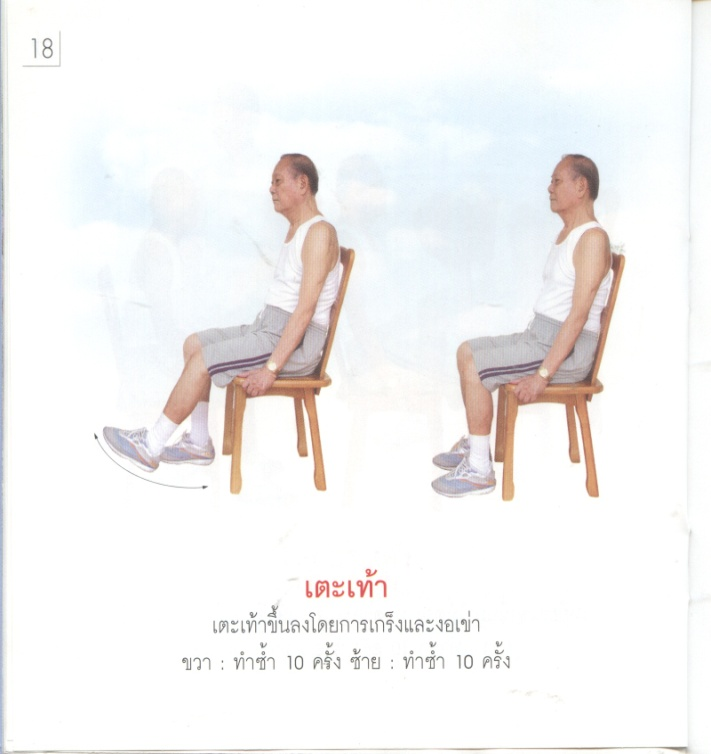 18
เตะเท้า
เตะเท้าขึ้นลงโดยการเกร็งและงอเข่า
ขวา : ทำซ้ำ 10 ครั้ง ซ้าย : ทำซ้ำ 10 ครั้ง